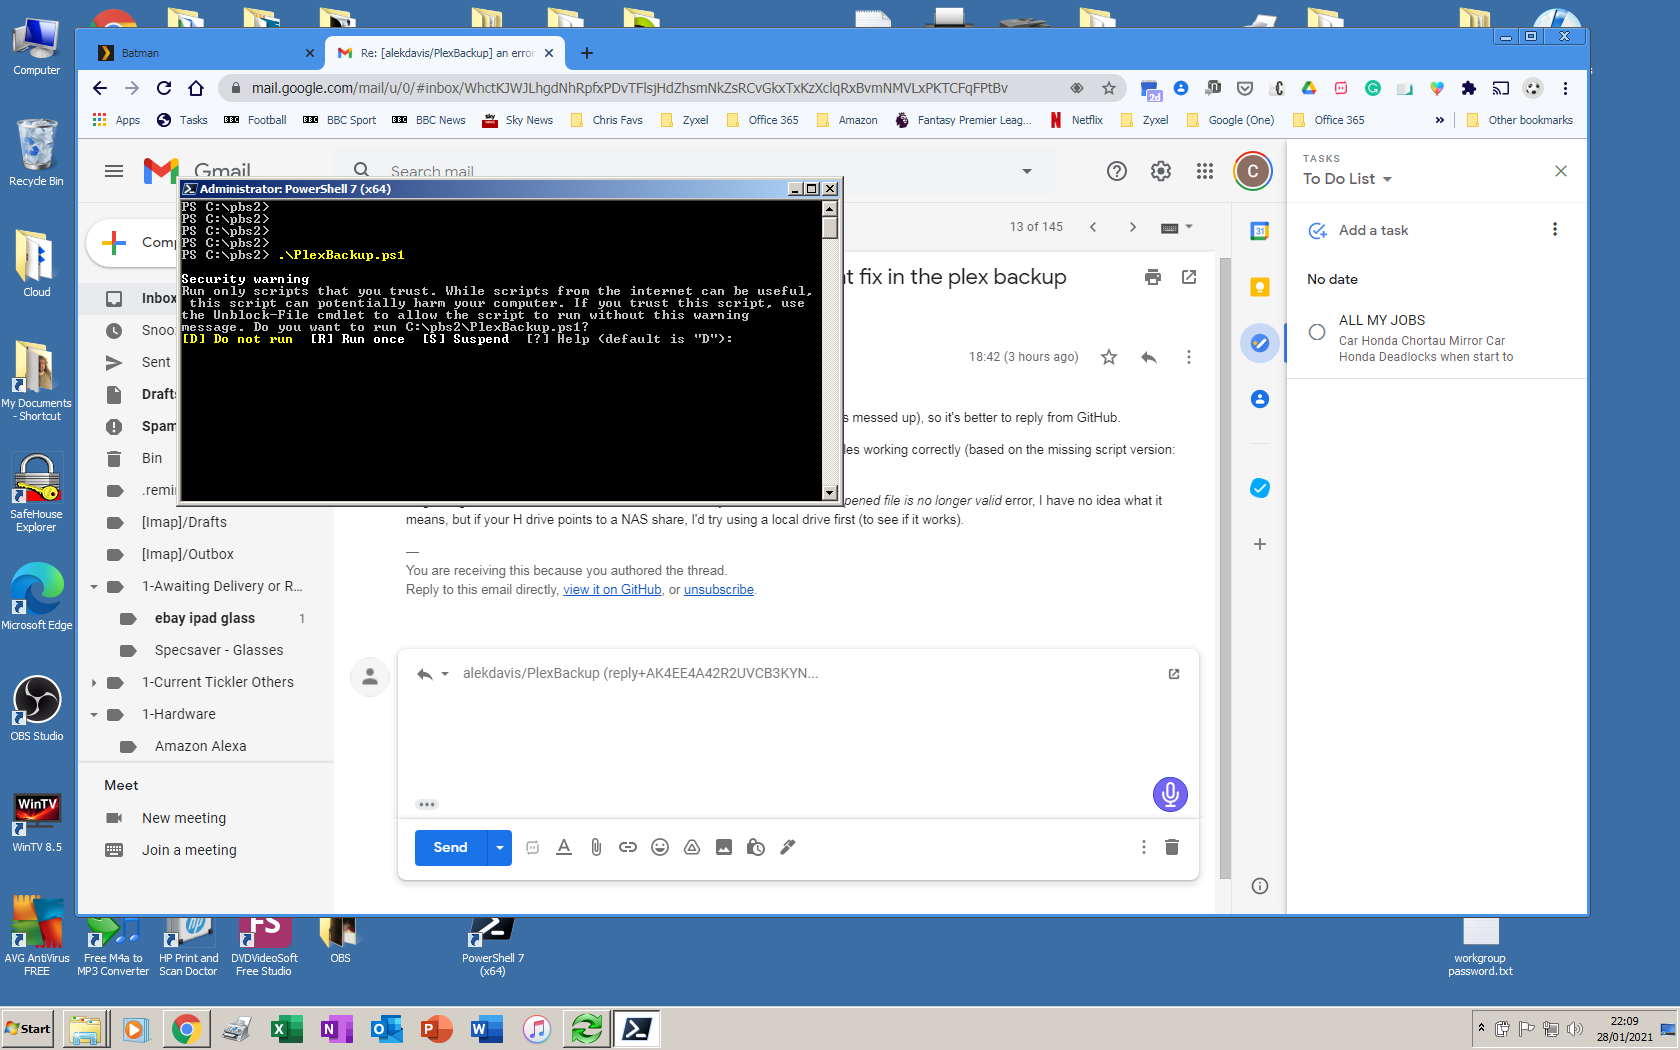 Computer
Recycle Bin
Cloud
My Documents
- Shortcut
SafeHouse
Explorer
Microsoft Edge
OBS Studio
WinTV
WinTV 8.5
AVG AntiVirus
FREE
Free M4a to
MP3 Converter
HP Print and
Scan Doctor
FS
DVDVideoSoft
Free Studio
OBS
PowerShell 7
(x64)
workgroup
password.txt
Batman
Re: [alekdavis/PlexBackup] an error
Apps
Tasks
BBC Football
BBC BBC Sport
BBC BBC News
Sky News
Chris Favs
Zyxel
Office 365
Amazon
Fantasy Premier Leag...
Netflix
Zyxel
Google (One)
Office 365
»
Other bookmarks
2d
Gmail
Search mail
C
Inbox
Sent
Drafts
Spam
Bin
[Imap]/Drafts
[Imap]/Outbox
1-Awaiting Delivery or R...
ebay ipad glass 1
Specsaver - Glasses
1-Current Tickler Others
1-Hardware
Amazon Alexa
Meet
New meeting
Join a meeting
Administrator: PowerShell 7 (x64)
PS C:\pbs2>
PS C:\pbs2>
PS C:\pbs2>
PS C:\pbs2>
PS C:\pbs2> .\PlexBackup.ps1
Security warning
Run only scripts that you trust. While scripts from the internet can be useful,
this script can potentially harm your computer. If you trust this script, use
the Unblock-File cmdlet to allow the script to run without this warning
message. Do you want to run C:\pbs2\PlexBackup.ps1?
[D] Do not run [R] Run once [S] Suspend [?] Help (default is "D"):
13 of 145
fix in the plex backup
18:42 (3 hours ago)
messed up), so it's better to reply from GitHub.
working correctly (based on the missing script version:
file is no longer valid error, I have no idea what it
means, but if your H drive points to a NAS share, I'd try using a local drive first (to see if it works).
—
You are receiving this because you authored the thread.
Reply to this email directly, view it on GitHub, or unsubscribe.
alekdavis/PlexBackup (reply+AK4EE4A42R2UVCB3KYN...
Send
TASKS
To Do List
Add a task
No date
ALL MY JOBS
Car Honda Chortau Mirror Car
Honda Deadlocks when start to
31
Start
22:09
28/01/2021